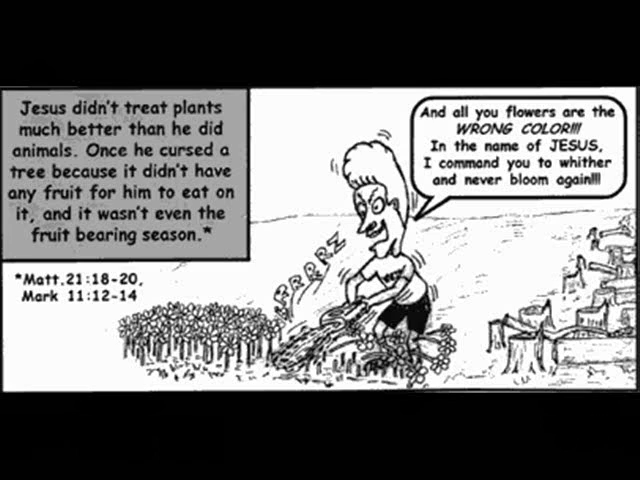 Jesus didn't treat plants
much better than he did
animals. Once he cursed a
tree because it didn't have
any fruit for him to eat on
it, and it wasn't even the
fruit bearing season.*
*Matt.21:18-20,
Mark 11:12-14
And all you flowers are the
WRONG COLOR!!!
In the name of JESUS,
I command you to whither
and never bloom again!!!